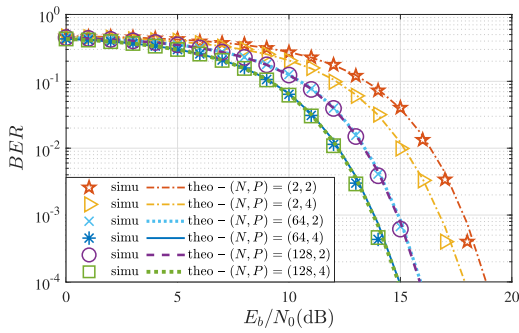 10^0
10^-1
10^-2
10^-3
10^-4
BER
simu theo – (N, P) = (2, 2)
simu theo – (N, P) = (2, 4)
simu theo – (N, P) = (64, 2)
simu theo – (N, P) = (64, 4)
simu theo – (N, P) = (128, 2)
simu theo – (N, P) = (128, 4)
0 5 10 15 20
E_b/N_0(dB)